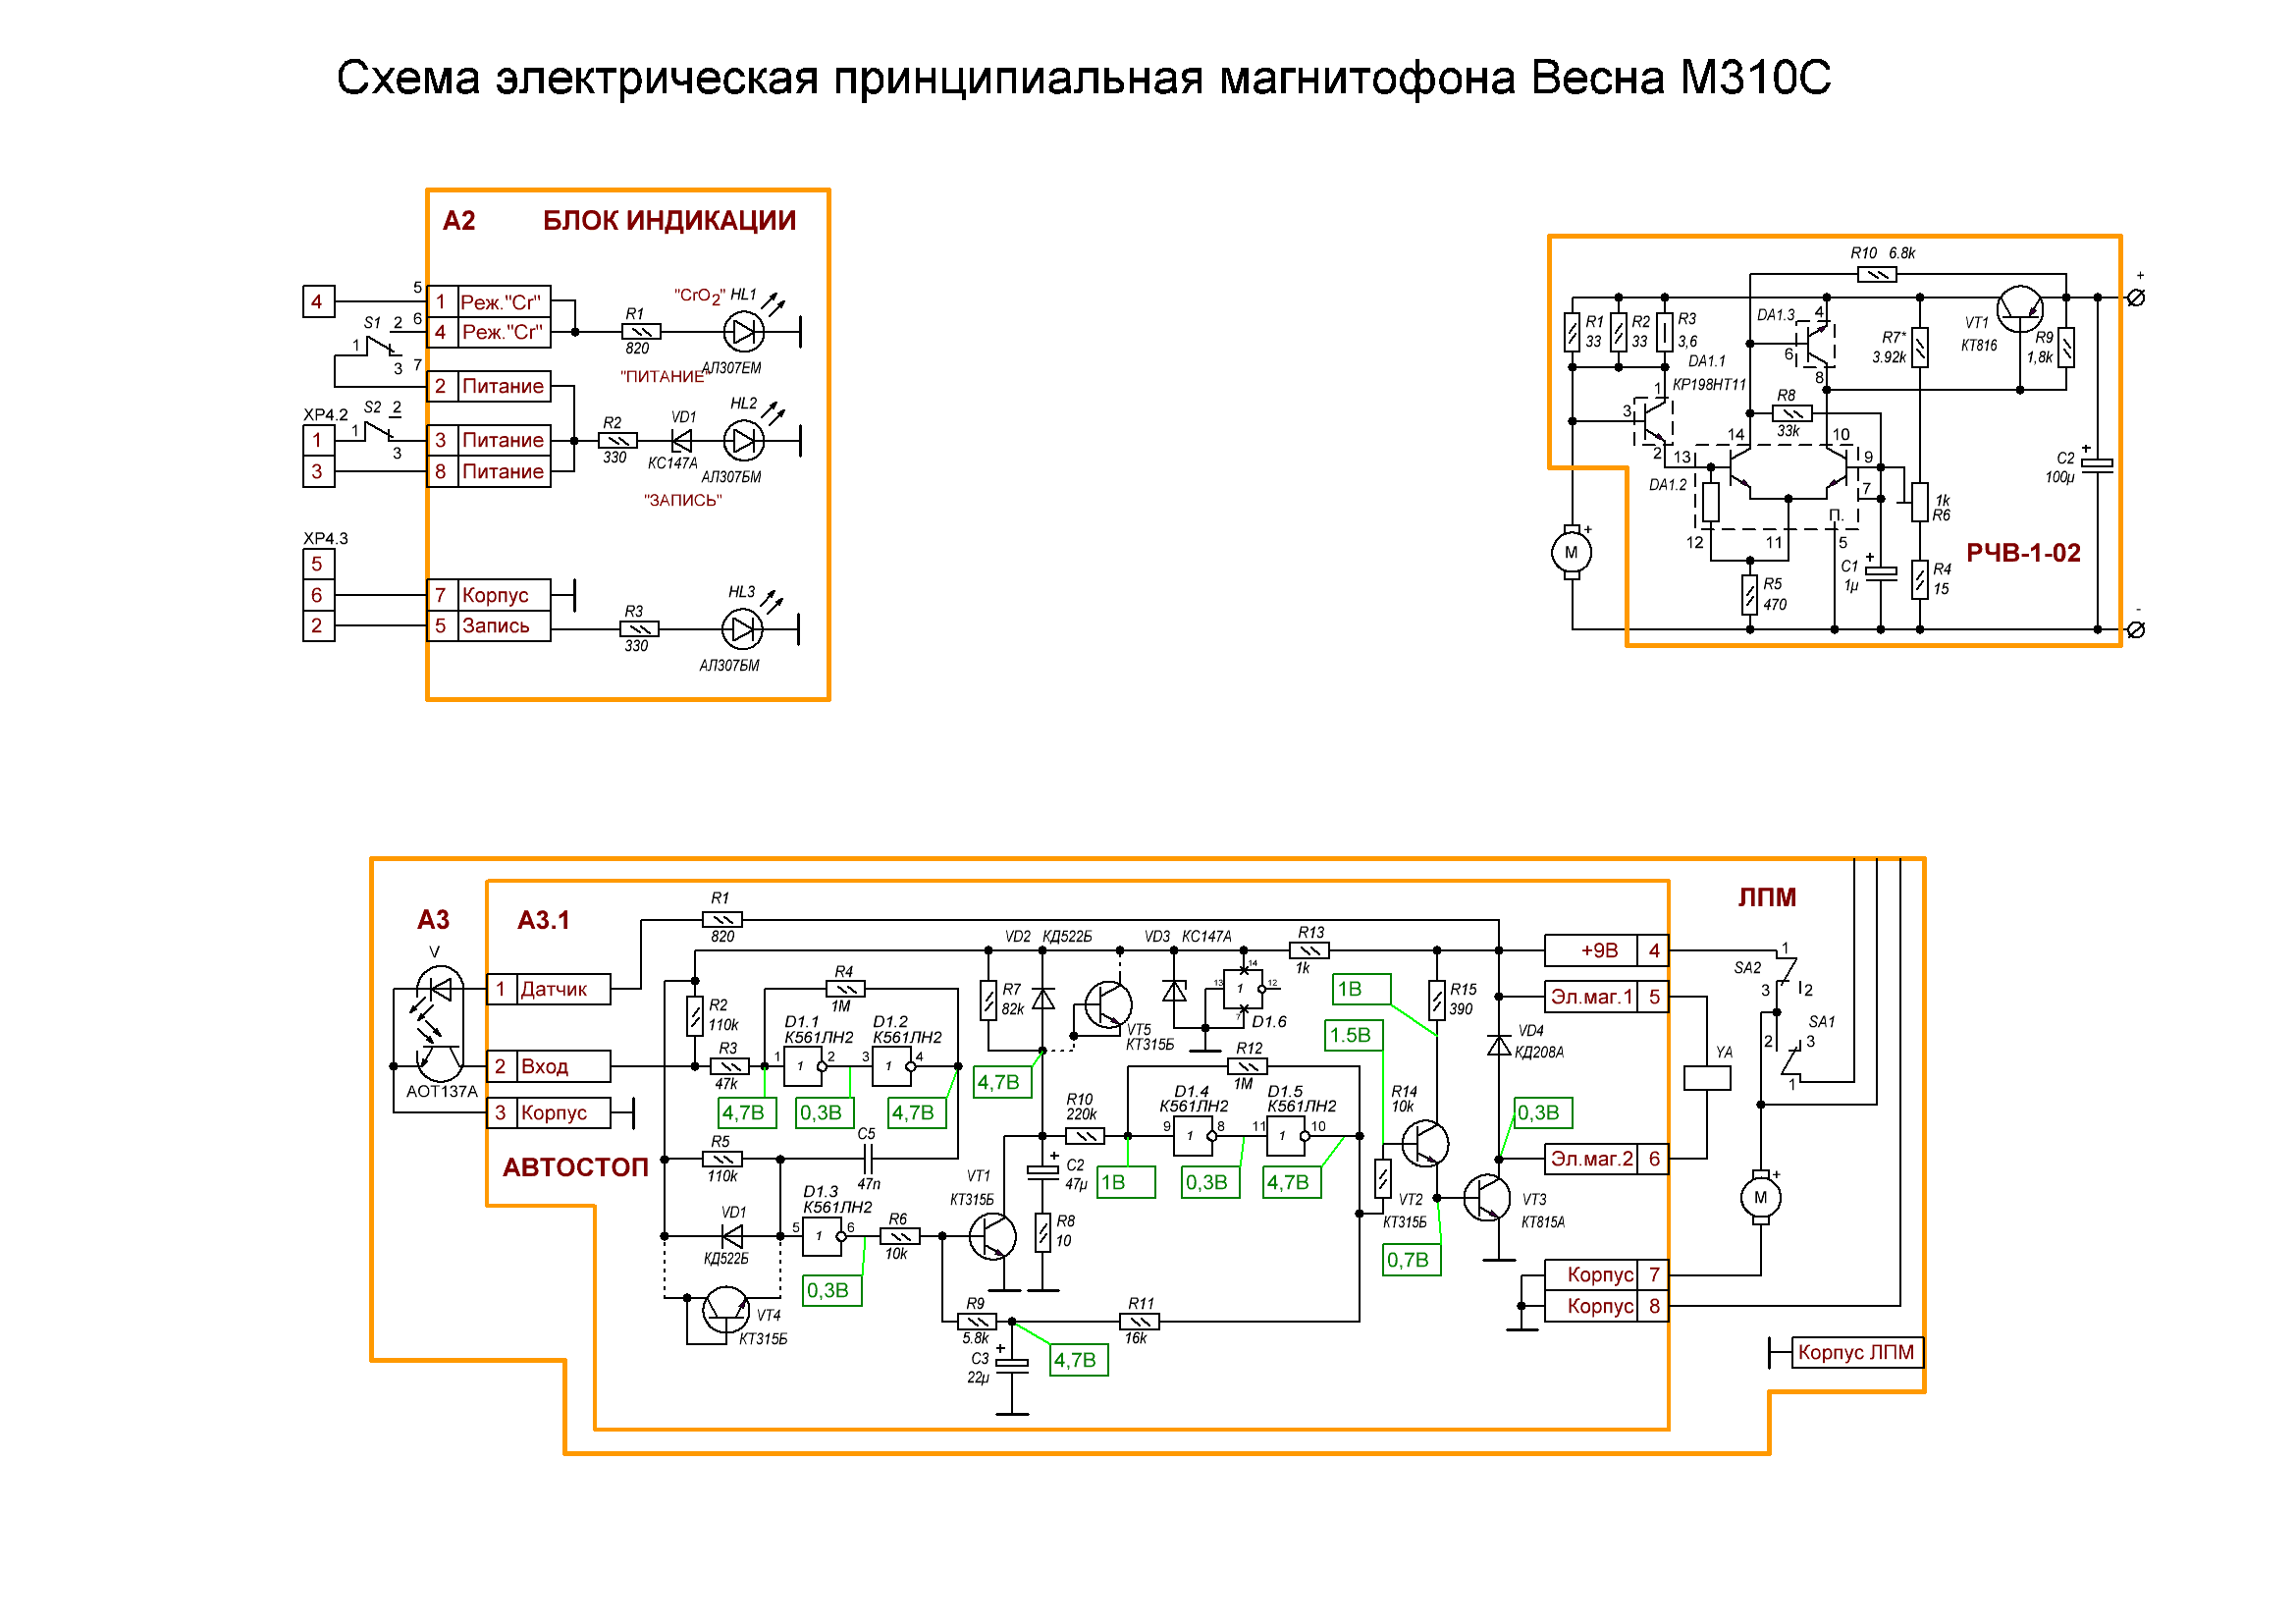 Схема электрическая принципиальная магнитофона Весна М310С
А2 БЛОК ИНДИКАЦИИ
4
5
1 Реж."Cr"
"CrO2" HL1
S1 2 6
4 Реж."Cr"
R1
820
АЛ307ЕМ
1
3 7
2 Питание
"ПИТАНИЕ"
XP4.2
S2 2
1
1
3
3 Питание
R2
330
VD1
КС147А
HL2
АЛ307БМ
3
8 Питание
"ЗАПИСЬ"
XP4.3
5
6
7 Корпус
2
5 Запись
R3
330
HL3
АЛ307БМ
R10 6.8k
+
R1
33
R2
33
R3
3,6
DA1.3
4
6
8
R7*
3.92k
VT1
КТ816
R9
1,8k
DA1.1
КР198НТ11
1
3
2
R8
33k
14
10
13
9
7
DA1.2
П.
12
11
5
C2
+
100µ
1k
R6
M
+
R5
470
C1
+
1µ
R4
15
РЧВ-1-02
-
А3
А3.1
R1
820
ЛПМ
V
АОТ137А
1 Датчик
2 Вход
3 Корпус
АВТОСТОП
R2
110k
R3
47k
R4
1M
D1.1
К561ЛН2
1 1 2
D1.2
К561ЛН2
3 1 4
4,7В
0,3В
4,7В
R7
82k
VD2 КД522Б
VT5
КТ315Б
VD3 КС147А
13 14 1 12 7
D1.6
R13
1k
4,7В
R12
1M
1В
1.5В
R15
390
VD4
КД208А
+9В 4
Эл.маг.1 5
Эл.маг.2 6
Корпус 7
Корпус 8
SA2
1
3 2
SA1
2 3
1
YA
M
+
R10
220k
D1.4
К561ЛН2
9 1 8
D1.5
К561ЛН2
11 1 10
R14
10k
0,3В
1В
0,3В
4,7В
R5
110k
C5
47n
VT1
КТ315Б
C2
+
47µ
R8
10
VT2
КТ315Б
VT3
КТ815А
0,7В
VD1
КД522Б
D1.3
К561ЛН2
5 1 6
R6
10k
0,3В
VT4
КТ315Б
R9
5.8k
R11
16k
C3
+
22µ
4,7В
Корпус ЛПМ